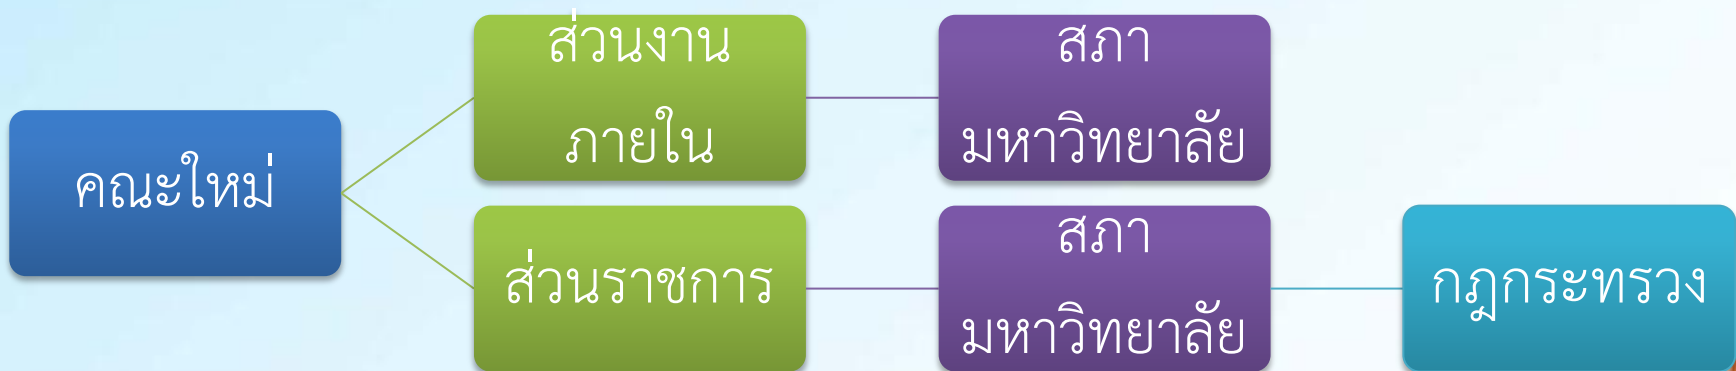 คณะใหม่
ส่วนงาน
ภายใน
สภา
มหาวิทยาลัย
ส่วนราชการ
สภา
มหาวิทยาลัย
กฎกระทรวง